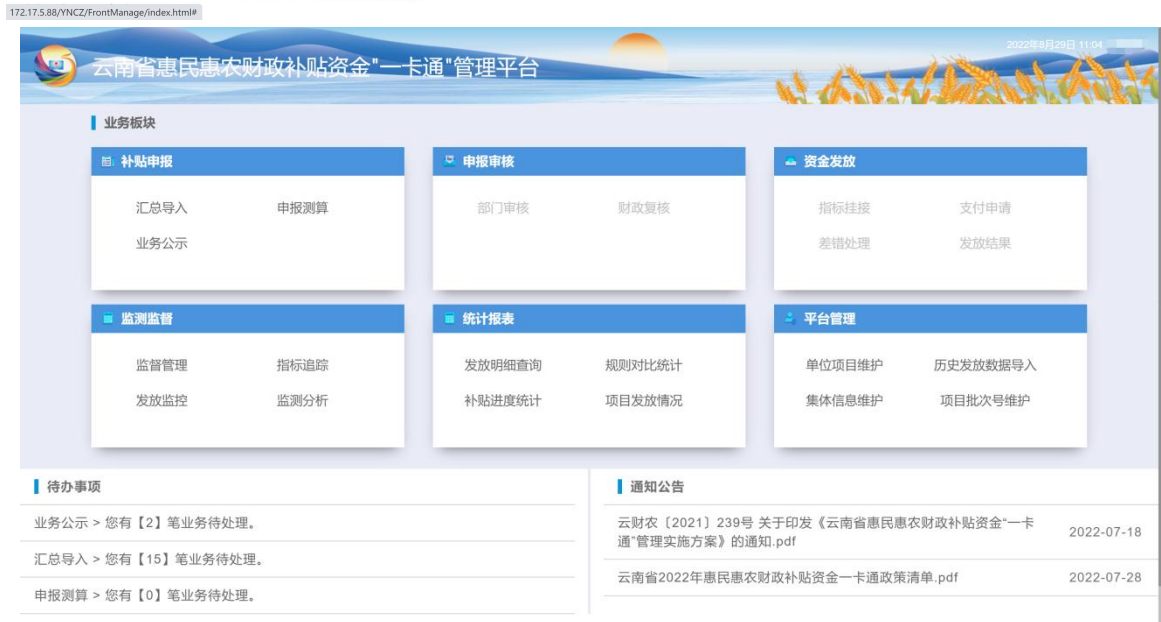 172.17.5.88/YNCZ/FrontManage/index.html#
2022年8月29日 11:04
云南省惠民惠农财政补贴资金"一卡通"管理平台
业务板块
补贴申报
申报审核
资金发放
汇总导入 申报测算
部门审核 财政复核
指标挂接 支付申请
业务公示
差错处理 发放结果
监测监督
统计报表
平台管理
监督管理 指标追踪
发放明细查询 规则对比统计
单位项目维护 历史发放数据导入
发放监控 监测分析
补贴进度统计 项目发放情况
集体信息维护 项目批次号维护
待办事项
通知公告
业务公示 > 您有【2】笔业务待处理。
云财农〔2021〕239号 关于印发《云南省惠民惠农财政补贴资金“一卡
通”管理实施方案》的通知.pdf
2022-07-18
汇总导入 > 您有【15】笔业务待处理。
云南省2022年惠民惠农财政补贴资金一卡通政策清单.pdf 2022-07-28
申报测算 > 您有【0】笔业务待处理。